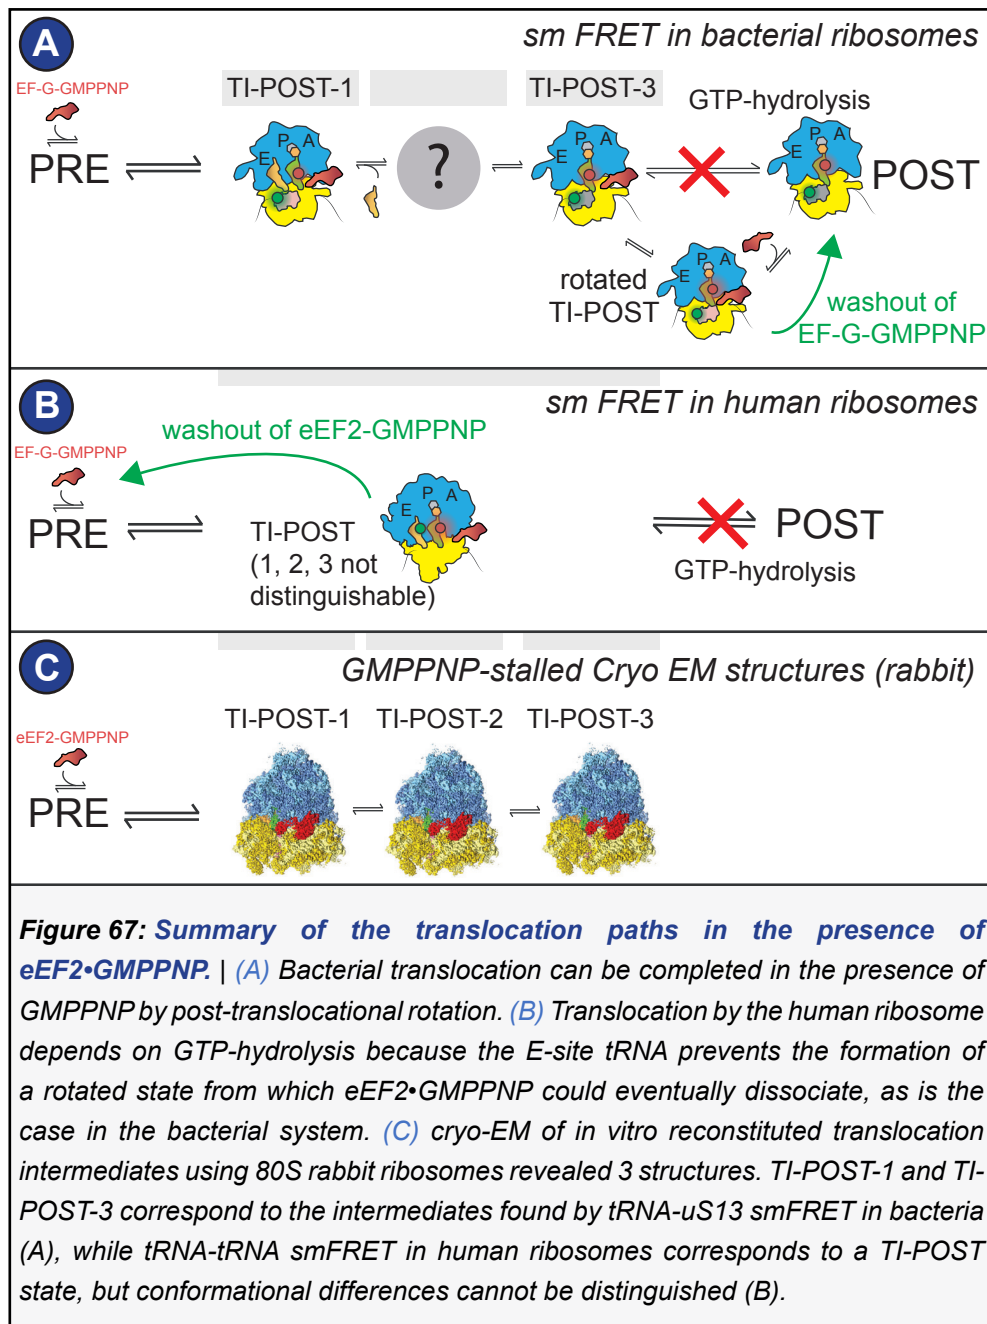 A
sm FRET in bacterial ribosomes
EF-G-GMPPNP
TI-POST-1
TI-POST-3
GTP-hydrolysis
PRE
E P A
?
E P A
P A
POST
E P A
rotated
TI-POST
washout of
EF-G-GMPPNP
B
sm FRET in human ribosomes
washout of eEF2-GMPPNP
EF-G-GMPPNP
PRE
E P A
TI-POST
(1, 2, 3 not
distinguishable)
POST
GTP-hydrolysis
C
GMPPNP-stalled Cryo EM structures (rabbit)
TI-POST-1 TI-POST-2 TI-POST-3
eEF2-GMPPNP
PRE
Figure 67: Summary of the translocation paths in the presence of
eEF2•GMPPNP. | (A) Bacterial translocation can be completed in the presence of
GMPPNP by post-translocational rotation. (B) Translocation by the human ribosome
depends on GTP-hydrolysis because the E-site tRNA prevents the formation of
a rotated state from which eEF2•GMPPNP could eventually dissociate, as is the
case in the bacterial system. (C) cryo-EM of in vitro reconstituted translocation
intermediates using 80S rabbit ribosomes revealed 3 structures. TI-POST-1 and TI-
POST-3 correspond to the intermediates found by tRNA-uS13 smFRET in bacteria
(A), while tRNA-tRNA smFRET in human ribosomes corresponds to a TI-POST
state, but conformational differences cannot be distinguished (B).